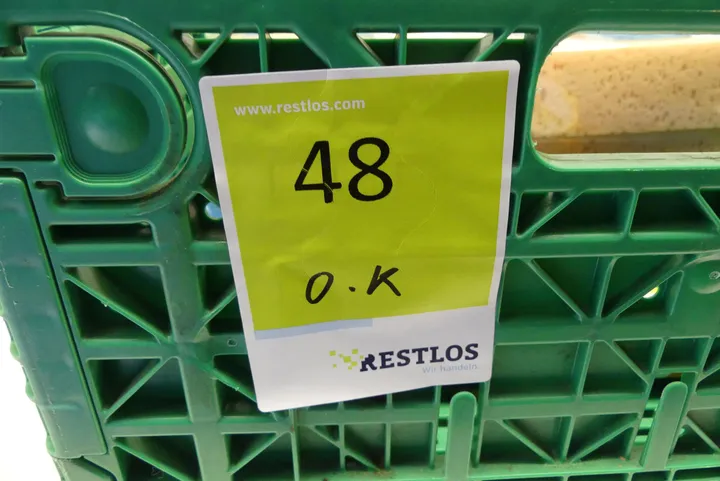 www.restlos.com
48
O.K
RESTLOS
Wir handeln.